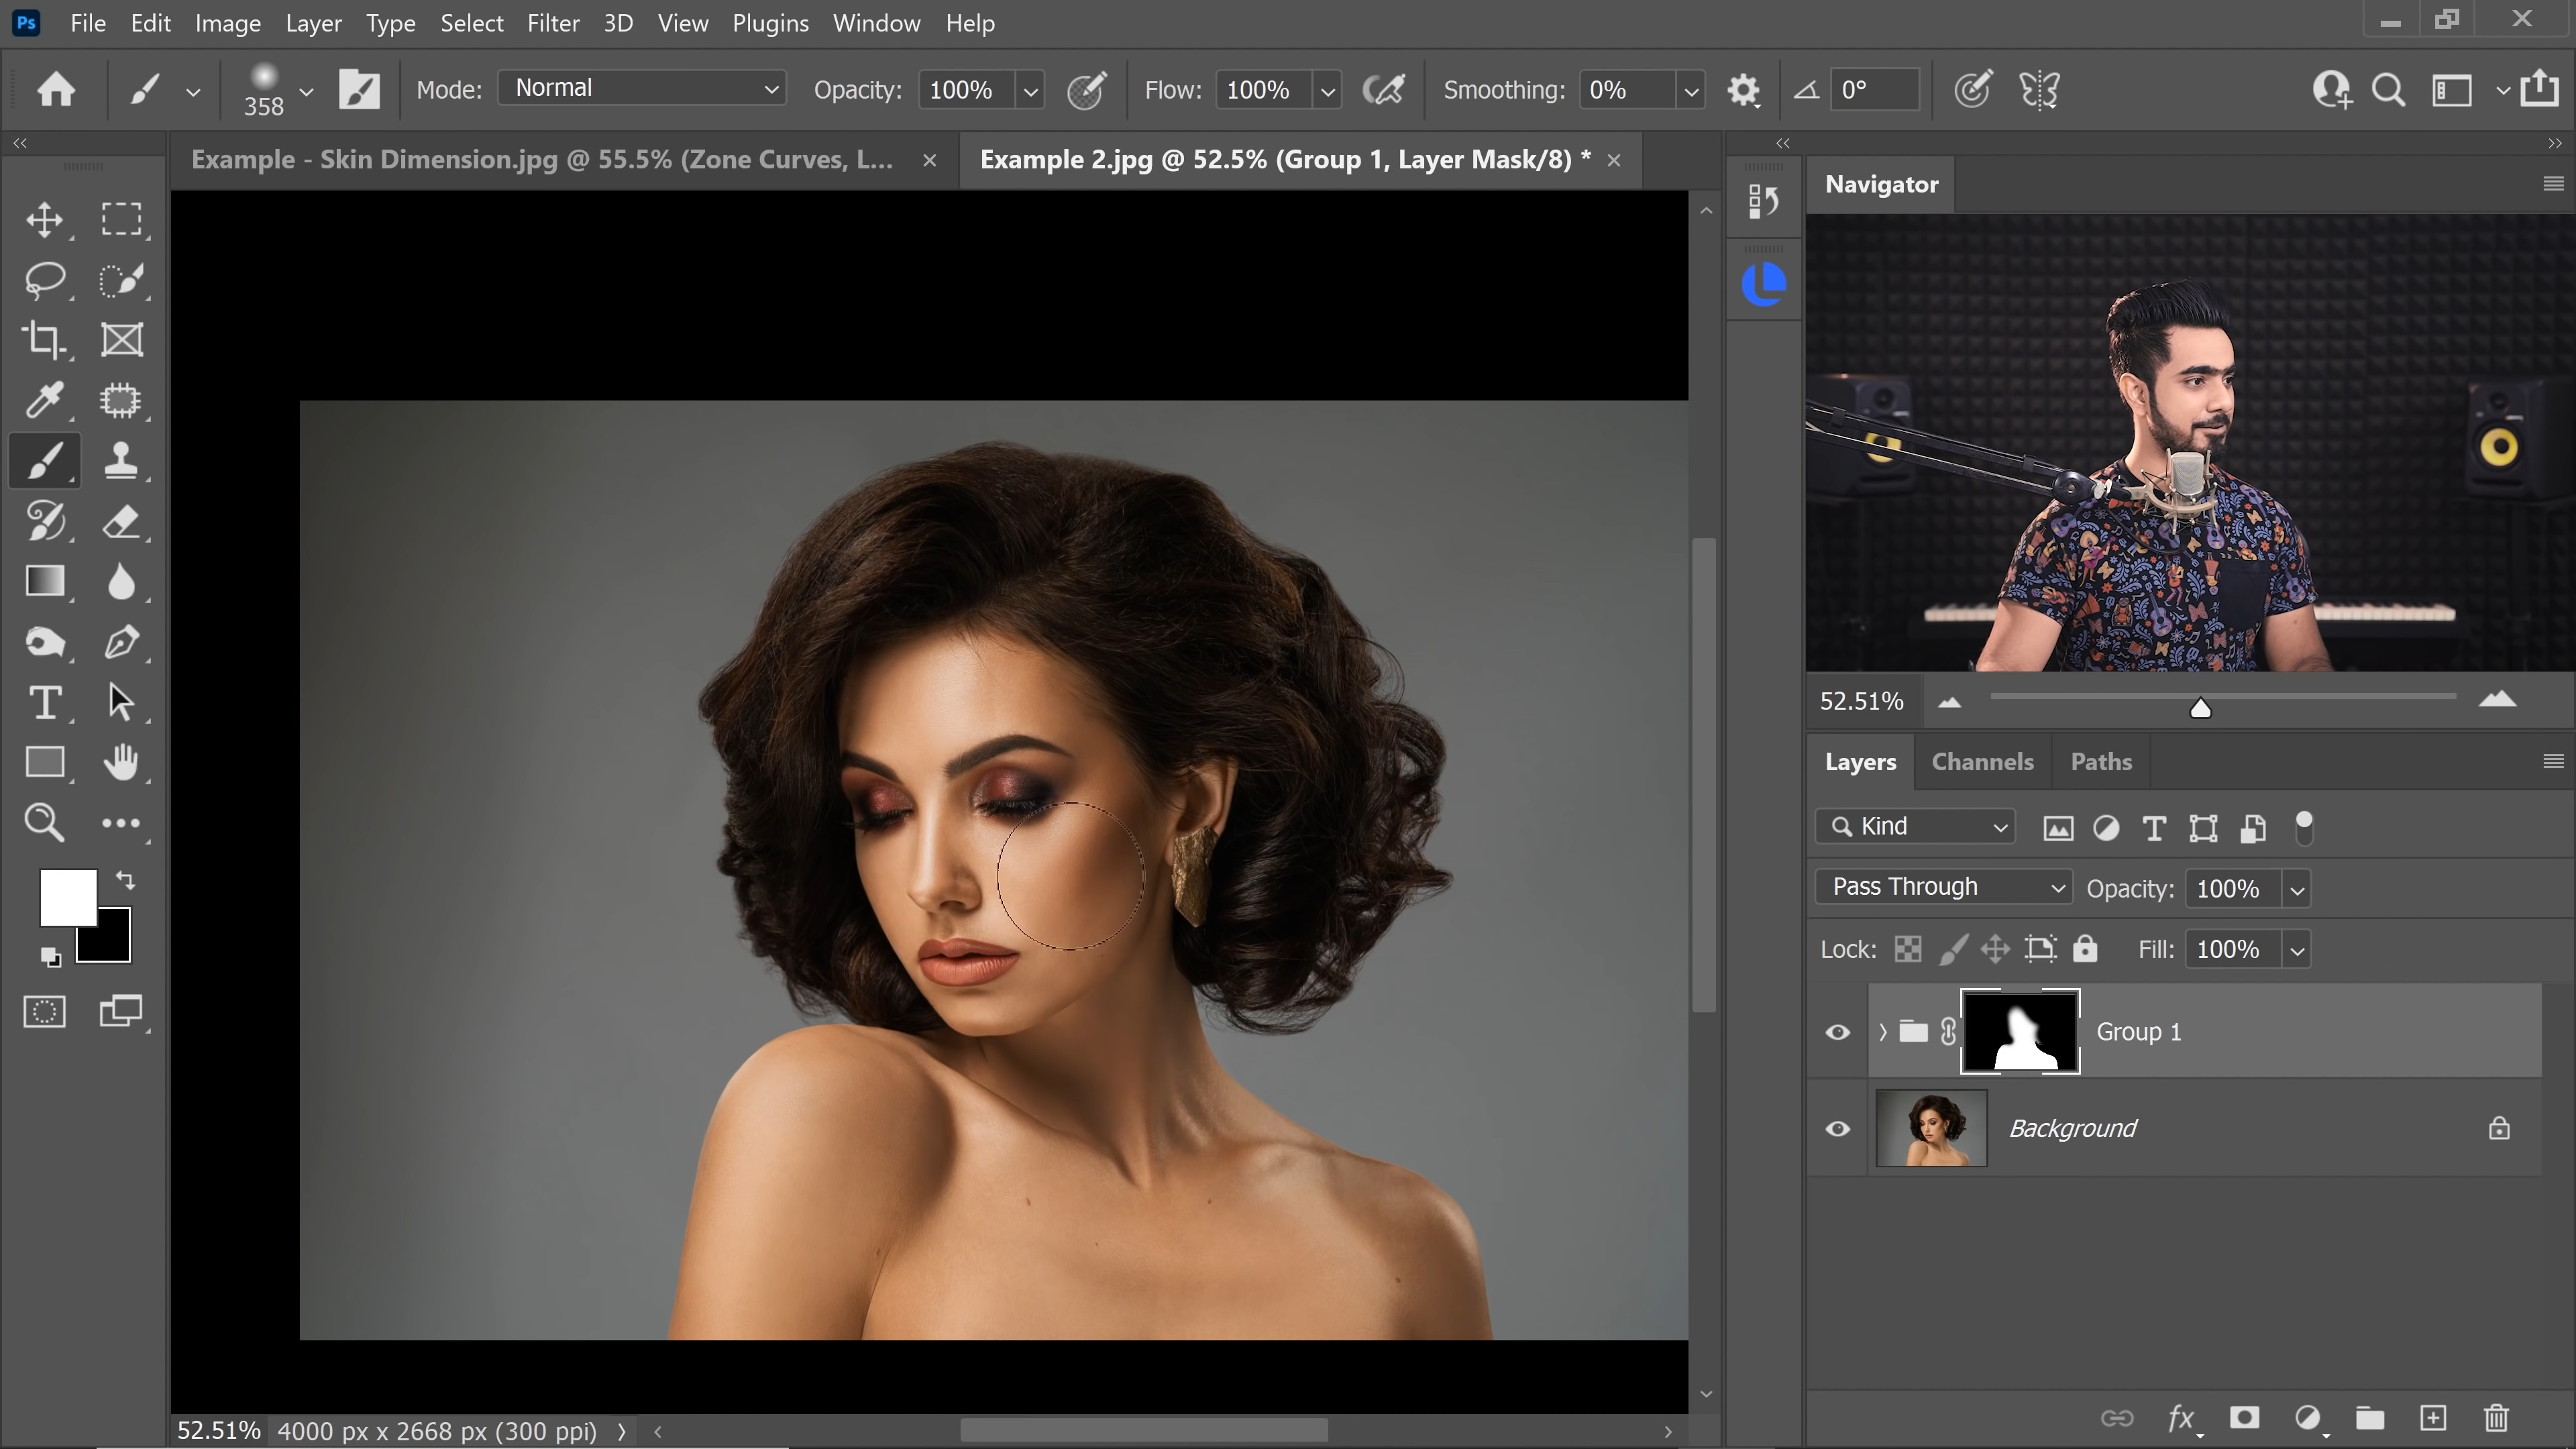 Ps File Edit Image Layer Type Select Filter 3D View Plugins Window Help
358 Mode: Normal Opacity: 100% Flow: 100% Smoothing: 0% 0°
Example - Skin Dimension.jpg @ 55.5% (Zone Curves, L... × Example 2.jpg @ 52.5% (Group 1, Layer Mask/8) * ×
Navigator
52.51%
Layers Channels Paths
Kind
Pass Through Opacity: 100%
Lock: Fill: 100%
Group 1
Background
fx
52.51% 4000 px x 2668 px (300 ppi)